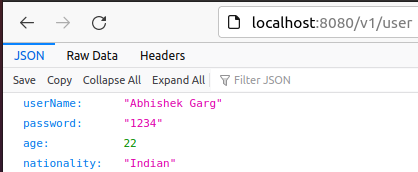 localhost:8080/v1/user
JSON Raw Data Headers
Save Copy Collapse All Expand All Filter JSON
userName: "Abhishek Garg"
password: "1234"
age: 22
nationality: "Indian"